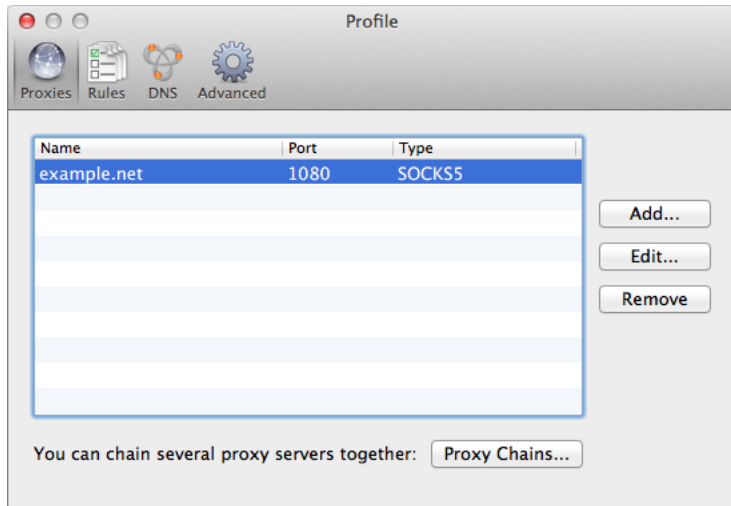 Profile
Proxies Rules DNS Advanced
Name Port Type
example.net 1080 SOCKS5
Add...
Edit...
Remove
You can chain several proxy servers together: Proxy Chains...